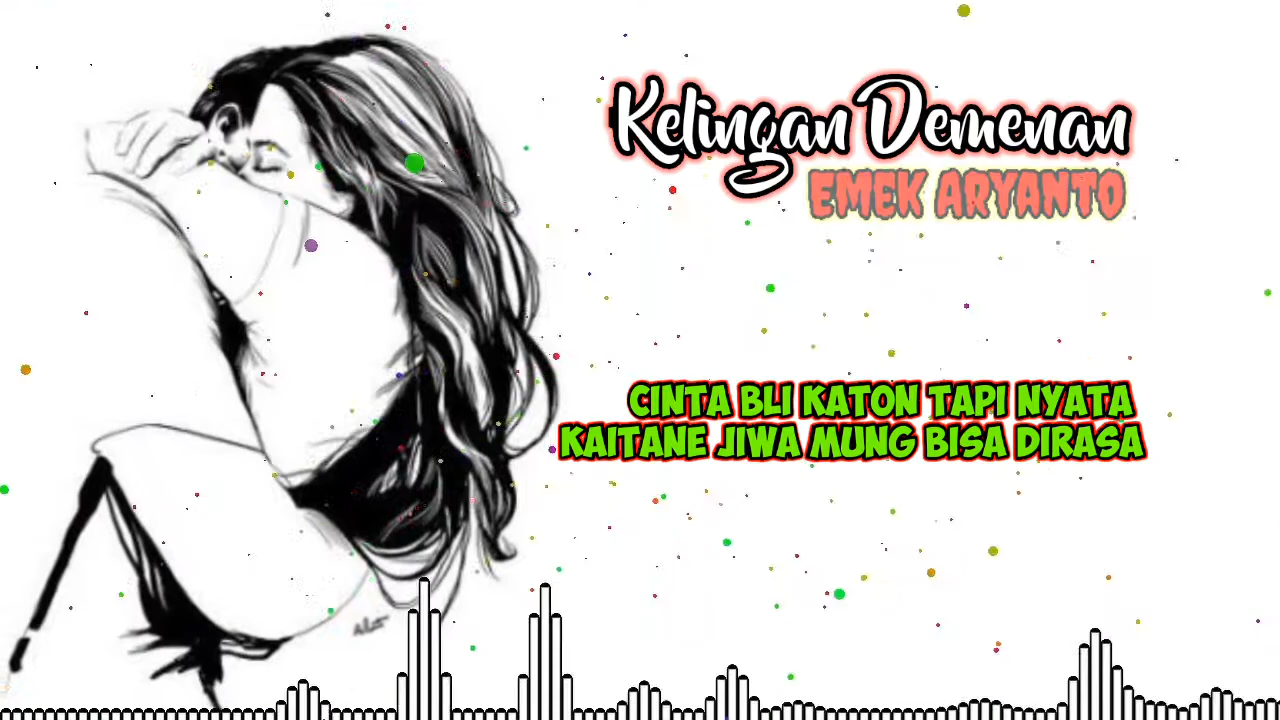 Kelingan Demenan
EMEK ARYANTO
CINTA BLI KATON TAPI NYATA
KAITANE JIWA MUNG BISA DIRASA